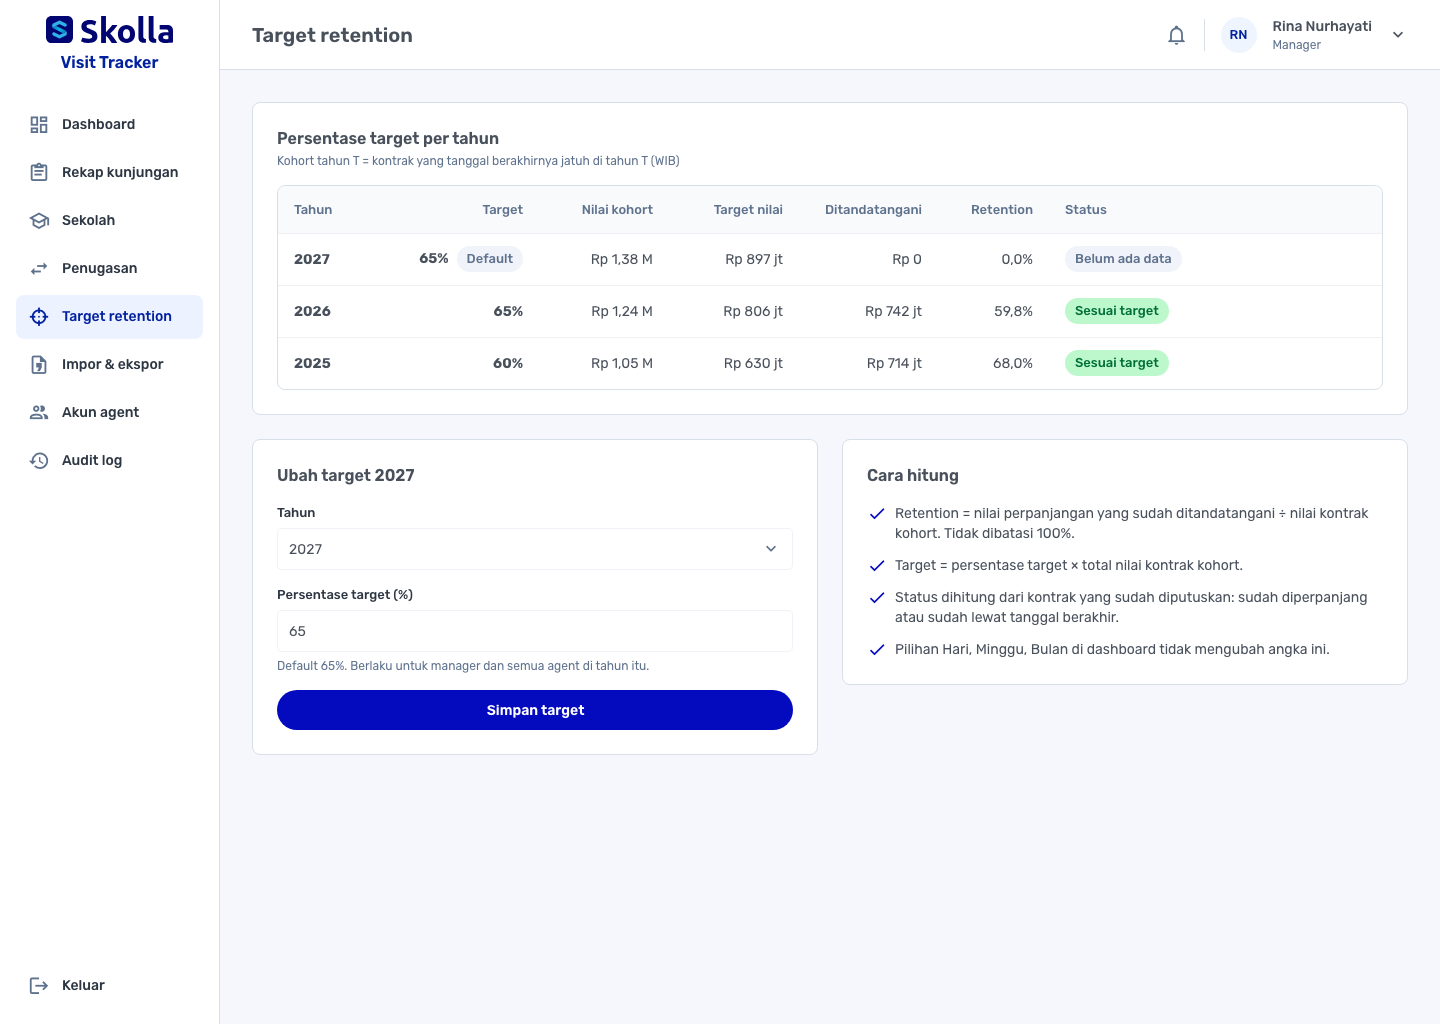 Skolla
Visit Tracker
Dashboard
Rekap kunjungan
Sekolah
Penugasan
Target retention
Impor & ekspor
Akun agent
Audit log
Keluar
Target retention
RN
Rina Nurhayati
Manager
Persentase target per tahun
Kohort tahun T = kontrak yang tanggal berakhirnya jatuh di tahun T (WIB)
Tahun Target Nilai kohort Target nilai Ditandatangani Retention Status
2027 65% Default Rp 1,38 M Rp 897 jt Rp 0 0,0% Belum ada data
2026 65% Rp 1,24 M Rp 806 jt Rp 742 jt 59,8% Sesuai target
2025 60% Rp 1,05 M Rp 630 jt Rp 714 jt 68,0% Sesuai target
Ubah target 2027
Tahun
2027
Persentase target (%)
65
Default 65%. Berlaku untuk manager dan semua agent di tahun itu.
Simpan target
Cara hitung
Retention = nilai perpanjangan yang sudah ditandatangani ÷ nilai kontrak
kohort. Tidak dibatasi 100%.
Target = persentase target × total nilai kontrak kohort.
Status dihitung dari kontrak yang sudah diputuskan: sudah diperpanjang
atau sudah lewat tanggal berakhir.
Pilihan Hari, Minggu, Bulan di dashboard tidak mengubah angka ini.